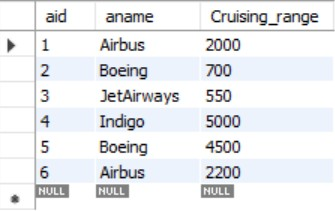 aid aname Cruising_range
1 Airbus 2000
2 Boeing 700
3 JetAirways 550
4 Indigo 5000
5 Boeing 4500
6 Airbus 2200
NULL NULL NULL